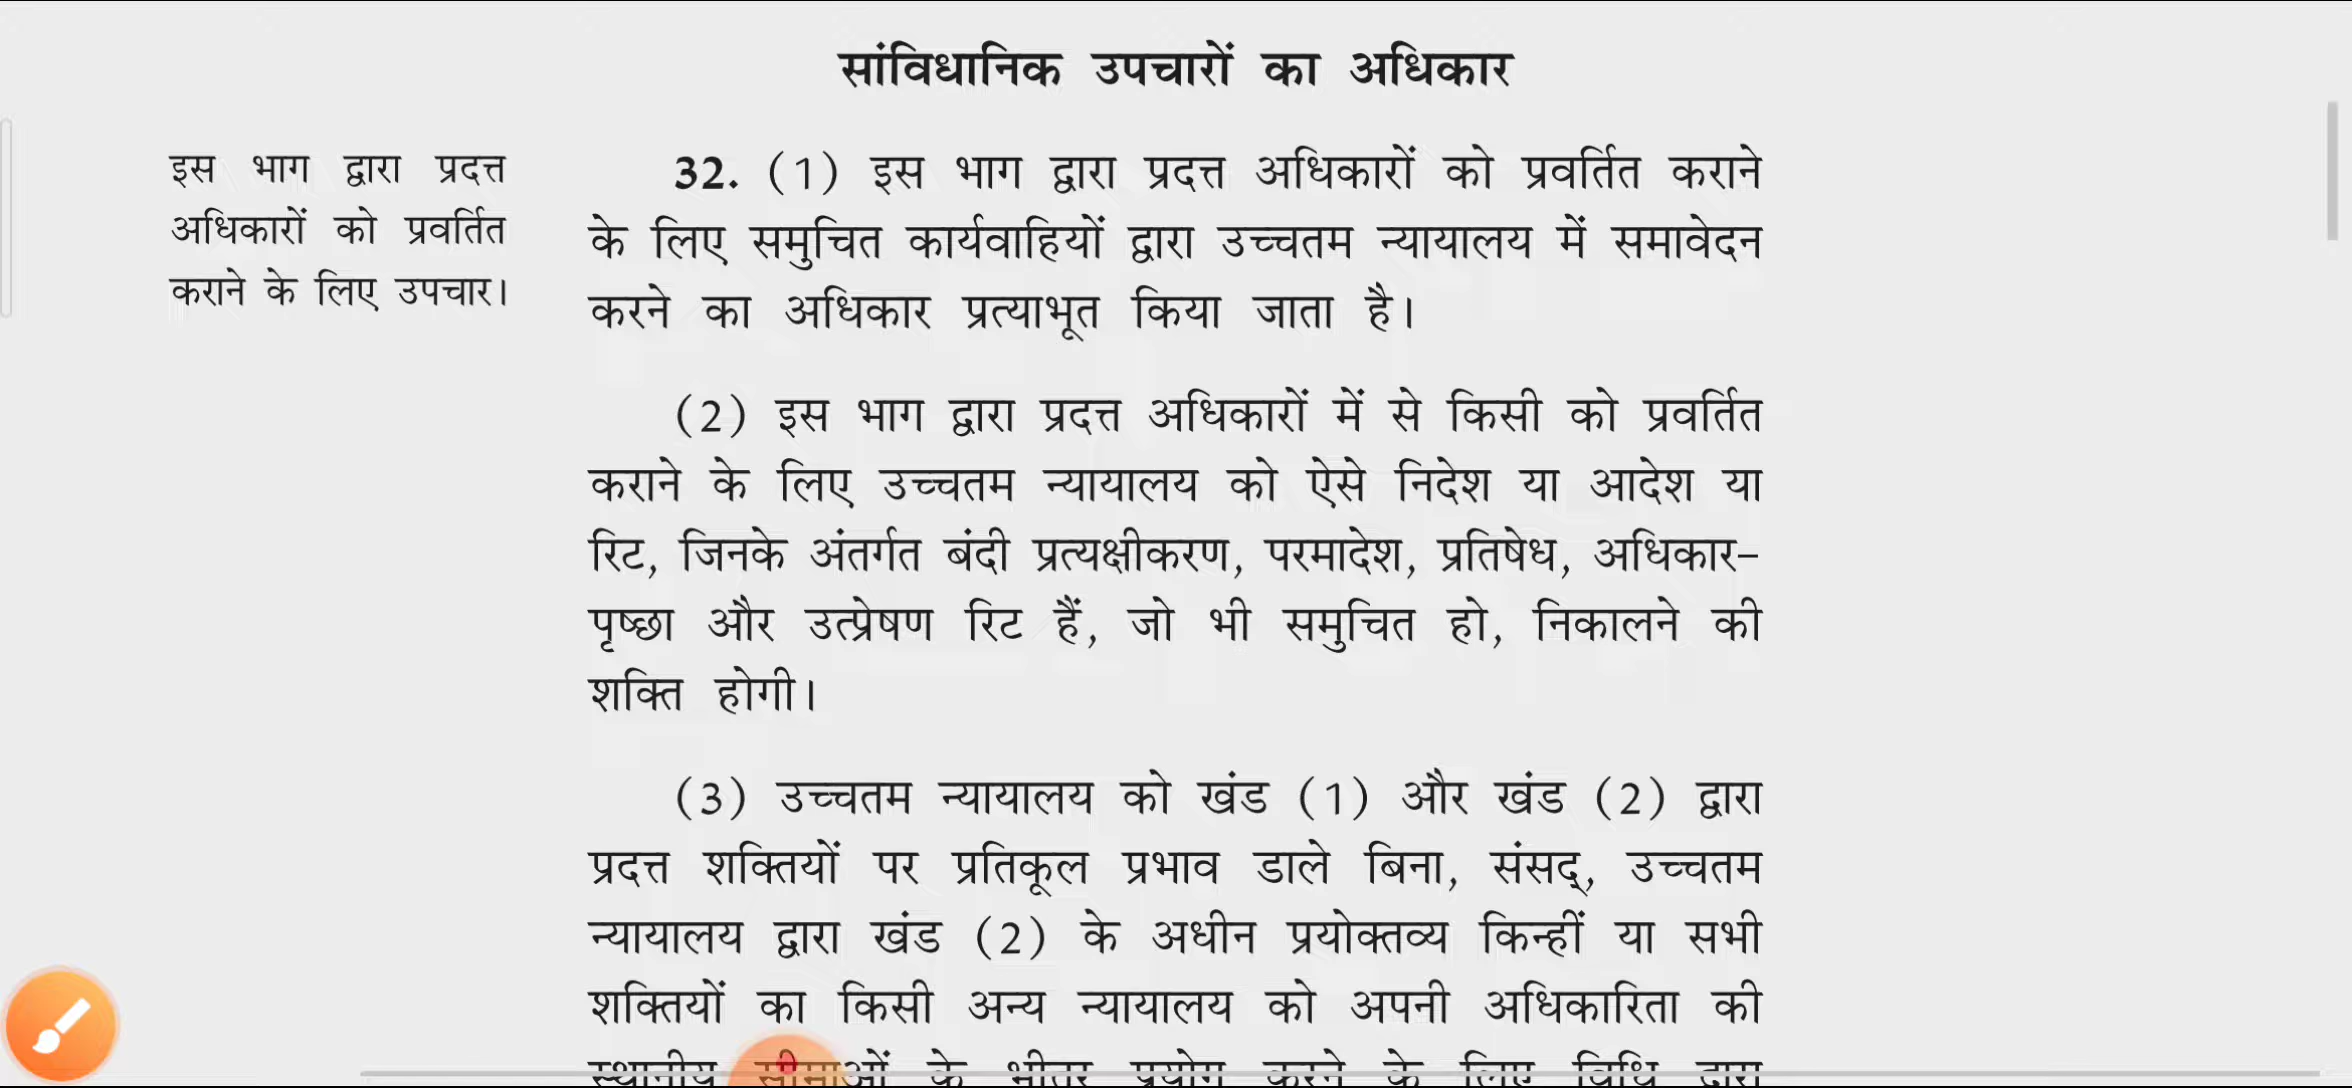 सांविधानिक उपचारों का अधिकार
इस भाग द्वारा प्रदत्त
अधिकारों को प्रवर्तित
कराने के लिए उपचार।
32. (1) इस भाग द्वारा प्रदत्त अधिकारों को प्रवर्तित कराने
के लिए समुचित कार्यवाहियों द्वारा उच्चतम न्यायालय में समावेदन
करने का अधिकार प्रत्याभूत किया जाता है।
(2) इस भाग द्वारा प्रदत्त अधिकारों में से किसी को प्रवर्तित
कराने के लिए उच्चतम न्यायालय को ऐसे निदेश या आदेश या
रिट, जिनके अंतर्गत बंदी प्रत्यक्षीकरण, परमादेश, प्रतिषेध, अधिकार-
पृष्छा और उत्प्रेषण रिट हैं, जो भी समुचित हो, निकालने की
शक्ति होगी।
(3) उच्चतम न्यायालय को खंड (1) और खंड (2) द्वारा
प्रदत्त शक्तियों पर प्रतिकूल प्रभाव डाले बिना, संसद्, उच्चतम
न्यायालय द्वारा खंड (2) के अधीन प्रयोक्तव्य किन्हीं या सभी
शक्तियों का किसी अन्य न्यायालय को अपनी अधिकारिता की
स्थानीय सीमाओं के भीतर प्रयोग करने के लिए विधि द्वारा